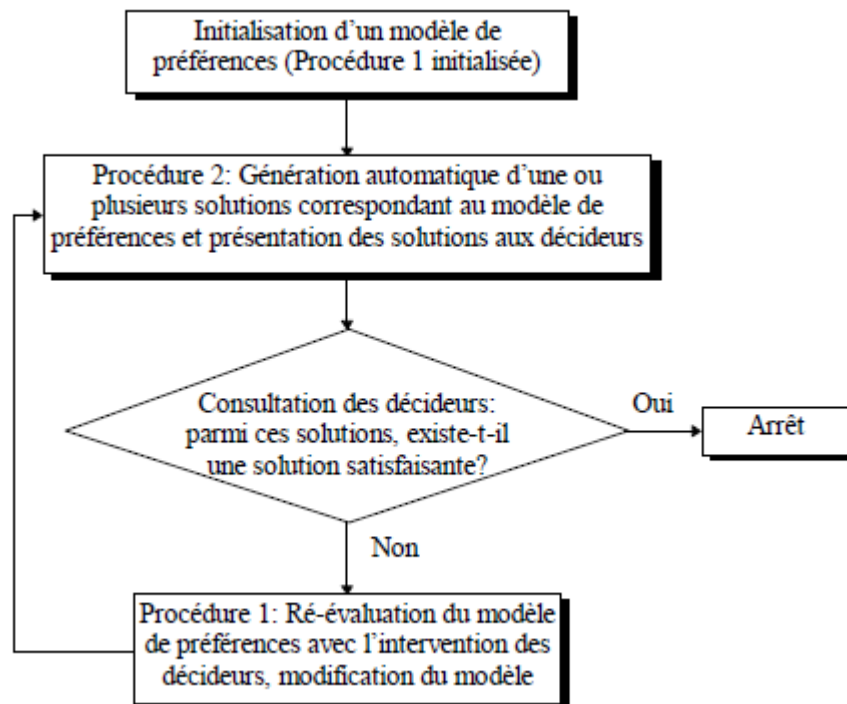 Initialisation d'un modèle de
préférences (Procédure 1 initialisée)
Procédure 2: Génération automatique d'une ou
plusieurs solutions correspondant au modèle de
préférences et présentation des solutions aux décideurs
Consultation des décideurs:
parmi ces solutions, existe-t-il
une solution satisfaisante?
Oui
Arrêt
Non
Procédure 1: Ré-évaluation du modèle
de préférences avec l'intervention des
décideurs, modification du modèle